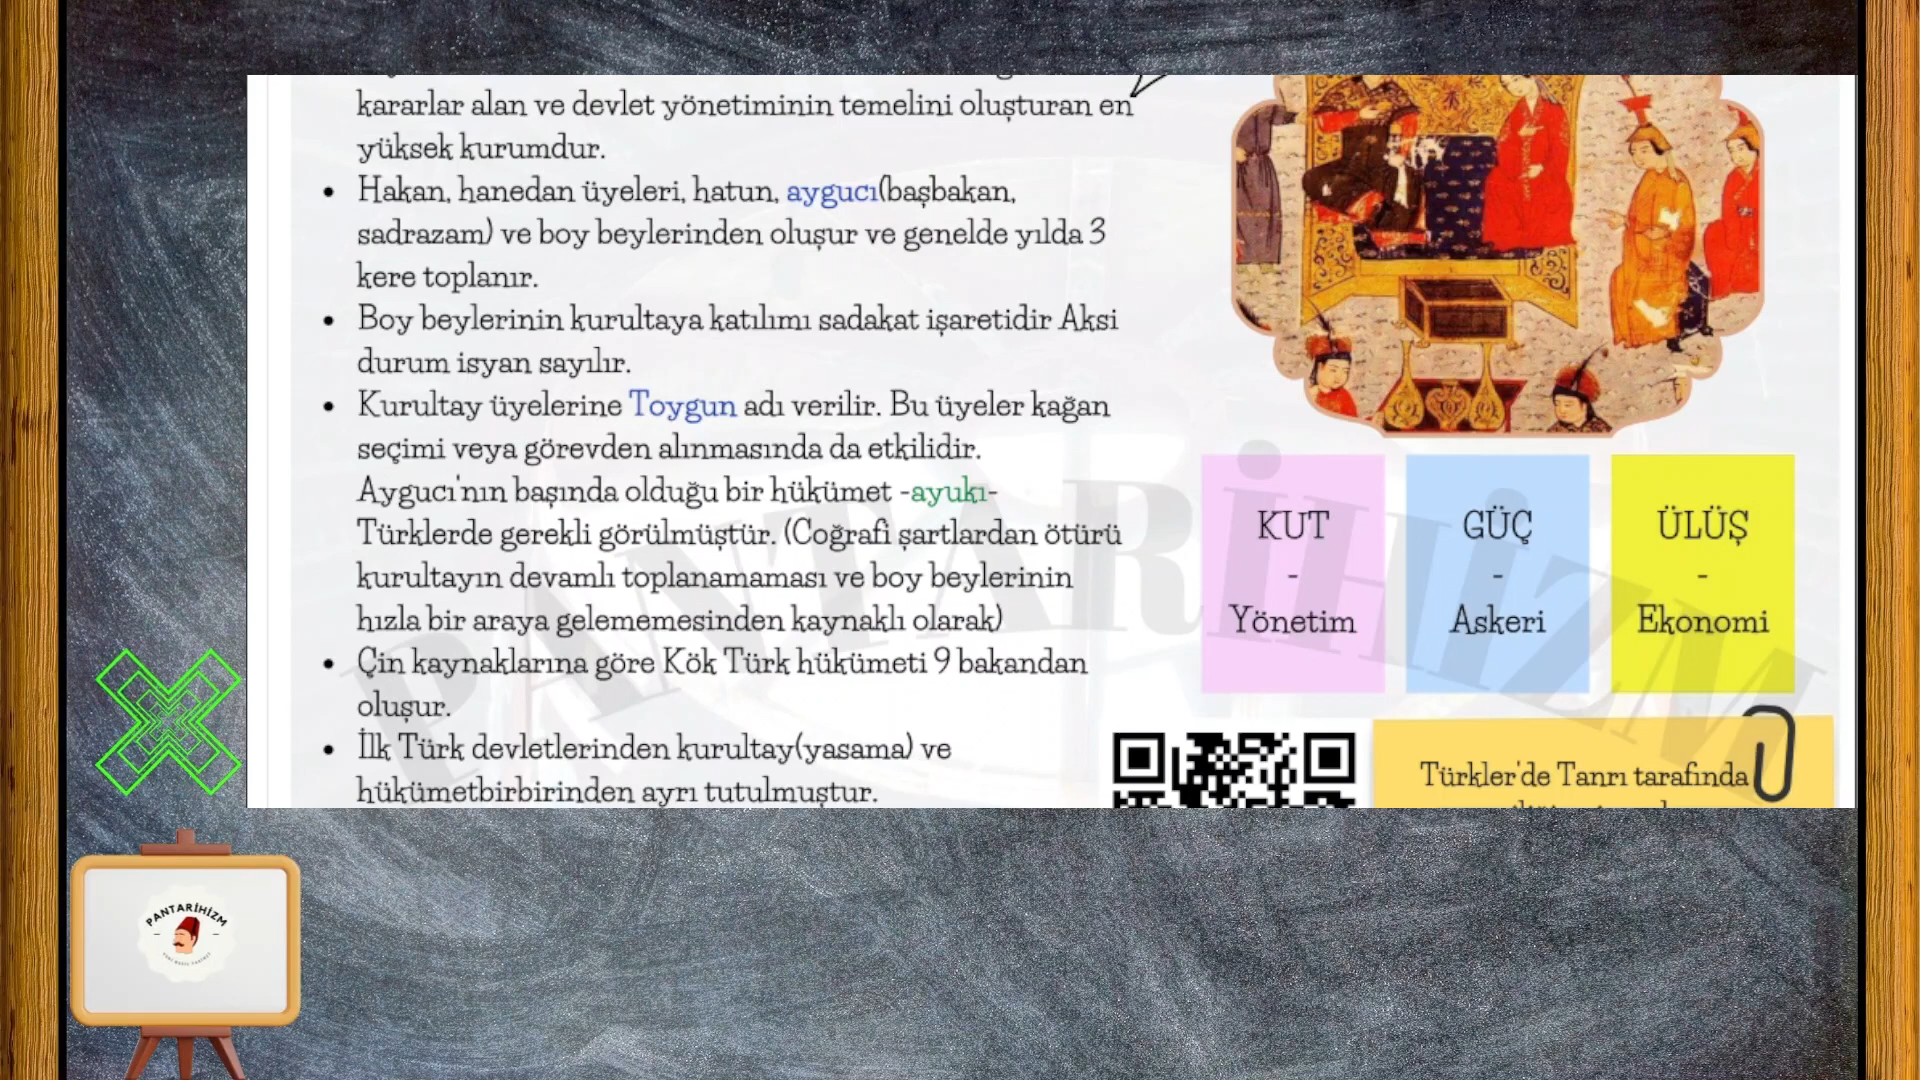 kararlar alan ve devlet yönetiminin temelini oluşturan en
yüksek kurumdur.
• Hakan, hanedan üyeleri, hatun, aygucı(başbakan,
sadrazam) ve boy beylerinden oluşur ve genelde yılda 3
kere toplanır.
• Boy beylerinin kurultaya katılımı sadakat işaretidir Aksi
durum isyan sayılır.
• Kurultay üyelerine Toygun adı verilir. Bu üyeler kağan
seçimi veya görevden alınmasında da etkilidir.
Aygucı'nın başında olduğu bir hükümet -ayukı-
Türklerde gerekli görülmüştür. (Coğrafi şartlardan ötürü
kurultayın devamlı toplanamaması ve boy beylerinin
hızla bir araya gelememesinden kaynaklı olarak)
• Çin kaynaklarına göre Kök Türk hükümeti 9 bakandan
oluşur.
• İlk Türk devletlerinden kurultay(yasama) ve
hükümetbirbirinden ayrı tutulmuştur.
KUT
-
Yönetim
GÜÇ
-
Askeri
ÜLÜŞ
-
Ekonomi
Türkler'de Tanrı tarafında
PANTARİHİZM
PANTARİHİZM